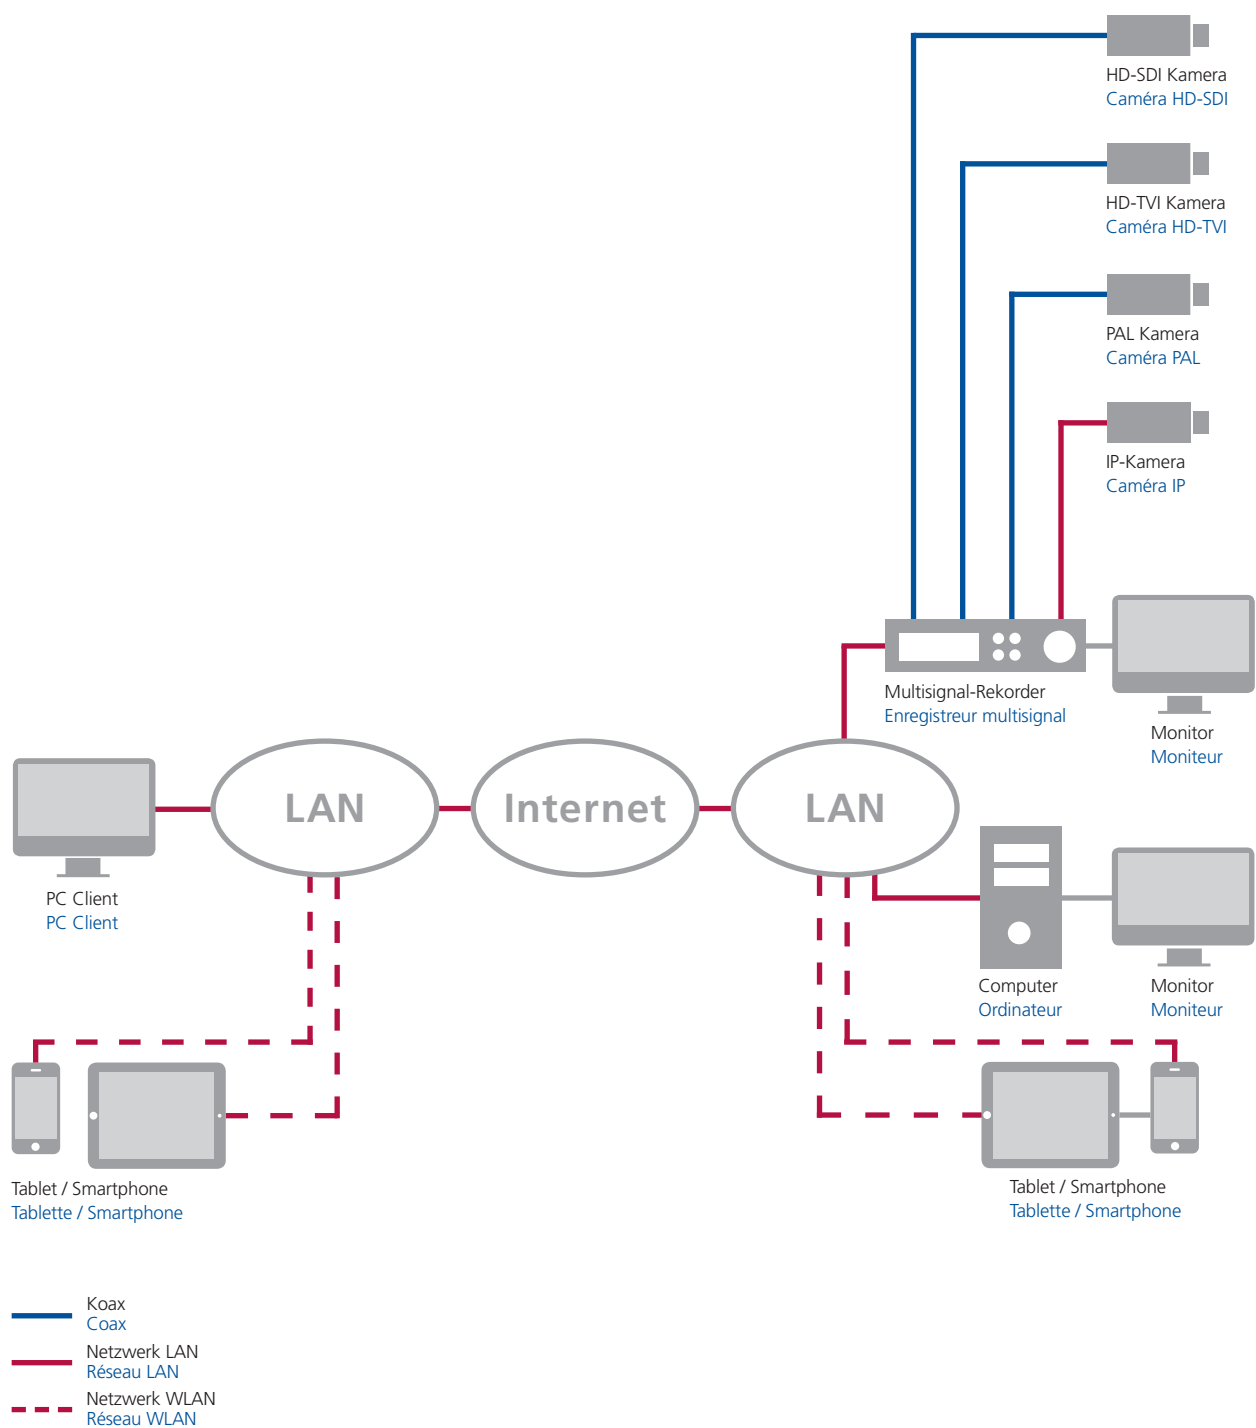 HD-SDI Kamera
Caméra HD-SDI
HD-TVI Kamera
Caméra HD-TVI
PAL Kamera
Caméra PAL
IP-Kamera
Caméra IP
Multisignal-Rekorder
Enregistreur multisignal
Monitor
Moniteur
LAN
Internet
LAN
PC Client
PC Client
Computer
Ordinateur
Monitor
Moniteur
Tablet / Smartphone
Tablette / Smartphone
Tablet / Smartphone
Tablette / Smartphone
Koax
Coax
Netzwerk LAN
Réseau LAN
Netzwerk WLAN
Réseau WLAN